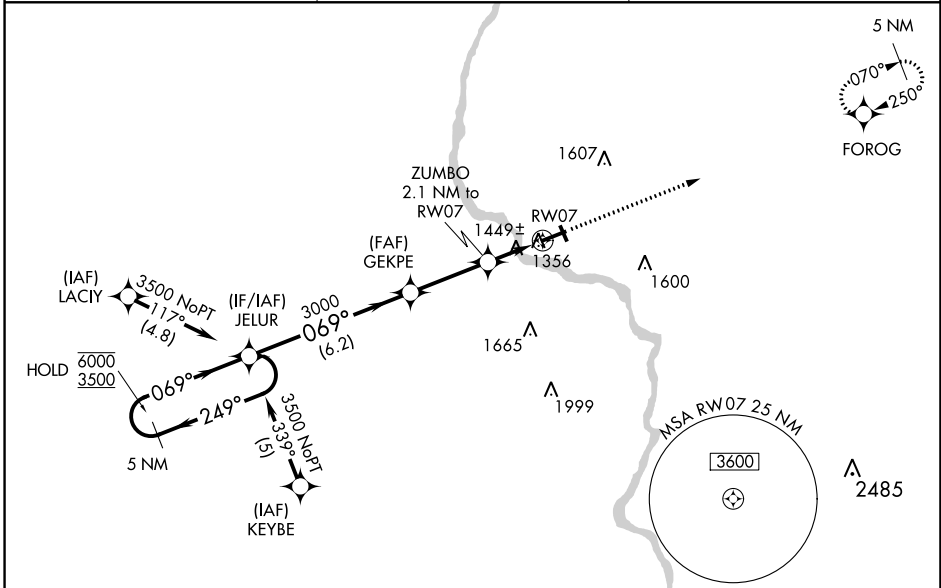 5 NM
070°
250°
FOROG
1607
ZUMBO
2.1 NM to
RW07
RW07
1449±
1356
(FAF)
GEKPE
1600
(IAF)
LACIY
3500 NoPT
117°
(4.8)
(IF/IAF)
JELUR
3000
069°
(6.2)
1665
HOLD
6000
3500
069°
249°
5 NM
3500 NoPT
339°
(5)
(IAF)
KEYBE
1999
MSA RW07 25 NM
3600
2485